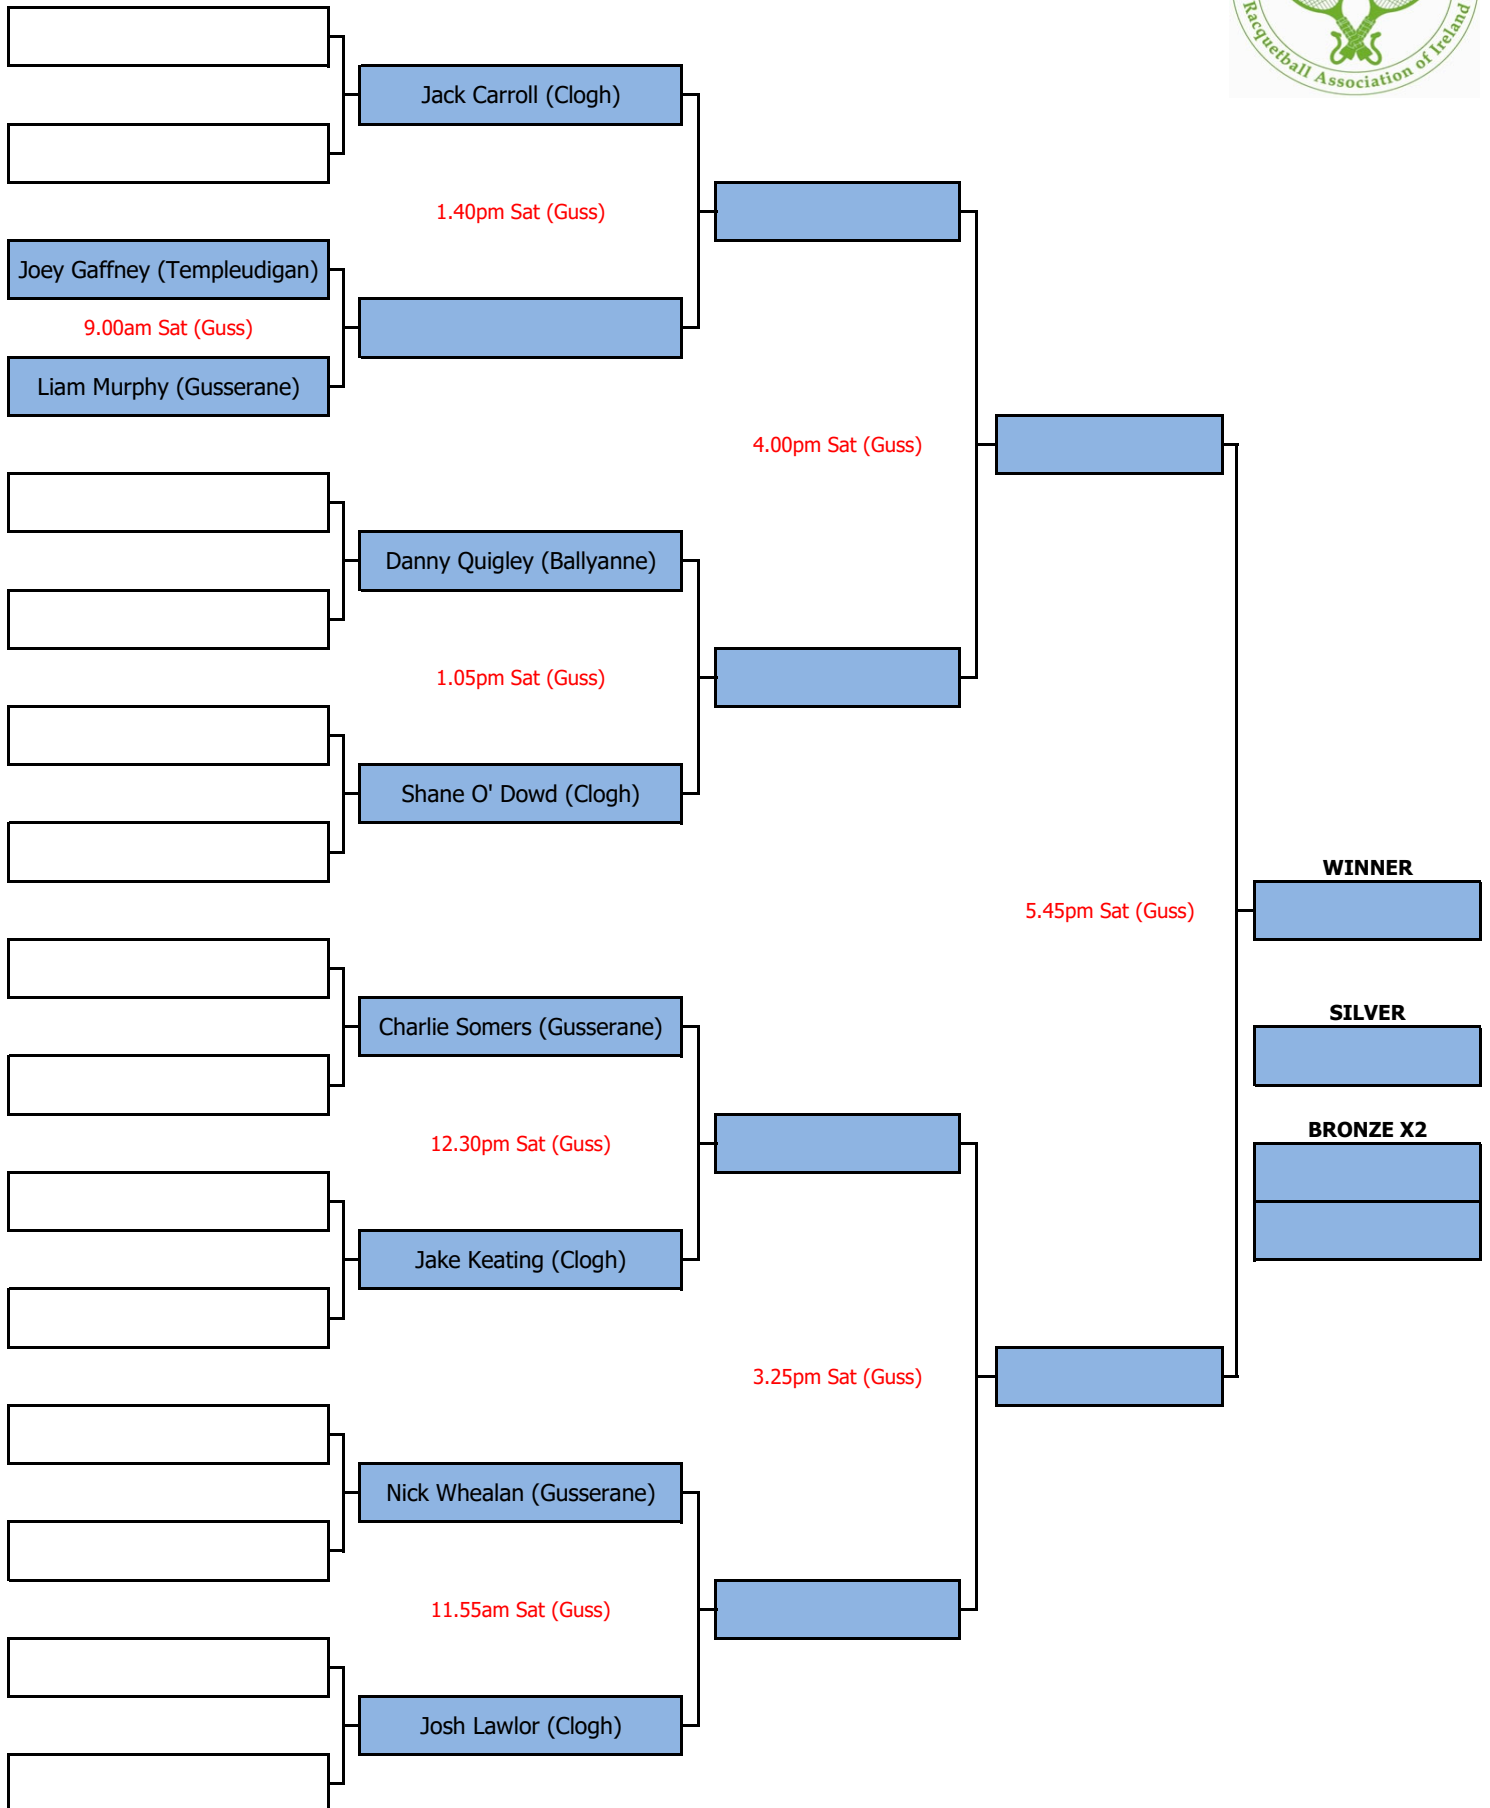 Racquetball Association of Ireland
Jack Carroll (Clogh)
1.40pm Sat (Guss)
Joey Gaffney (Templeudigan)
9.00am Sat (Guss)
Liam Murphy (Gusserane)
4.00pm Sat (Guss)
Danny Quigley (Ballyanne)
1.05pm Sat (Guss)
Shane O' Dowd (Clogh)
WINNER
5.45pm Sat (Guss)
Charlie Somers (Gusserane)
SILVER
BRONZE X2
12.30pm Sat (Guss)
Jake Keating (Clogh)
3.25pm Sat (Guss)
Nick Whealan (Gusserane)
11.55am Sat (Guss)
Josh Lawlor (Clogh)